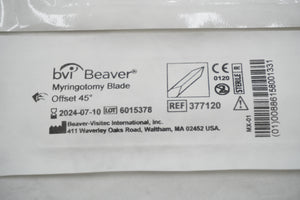 bvi Beaver®
Myringotomy Blade
Offset 45°
2024-07-10 LOT 6015378
REF 377120
CE
0120
STERILE R
Beaver-Visitec International, Inc.
411 Waverley Oaks Road, Waltham, MA 02452 USA.
MX-01
(01)00886158001331